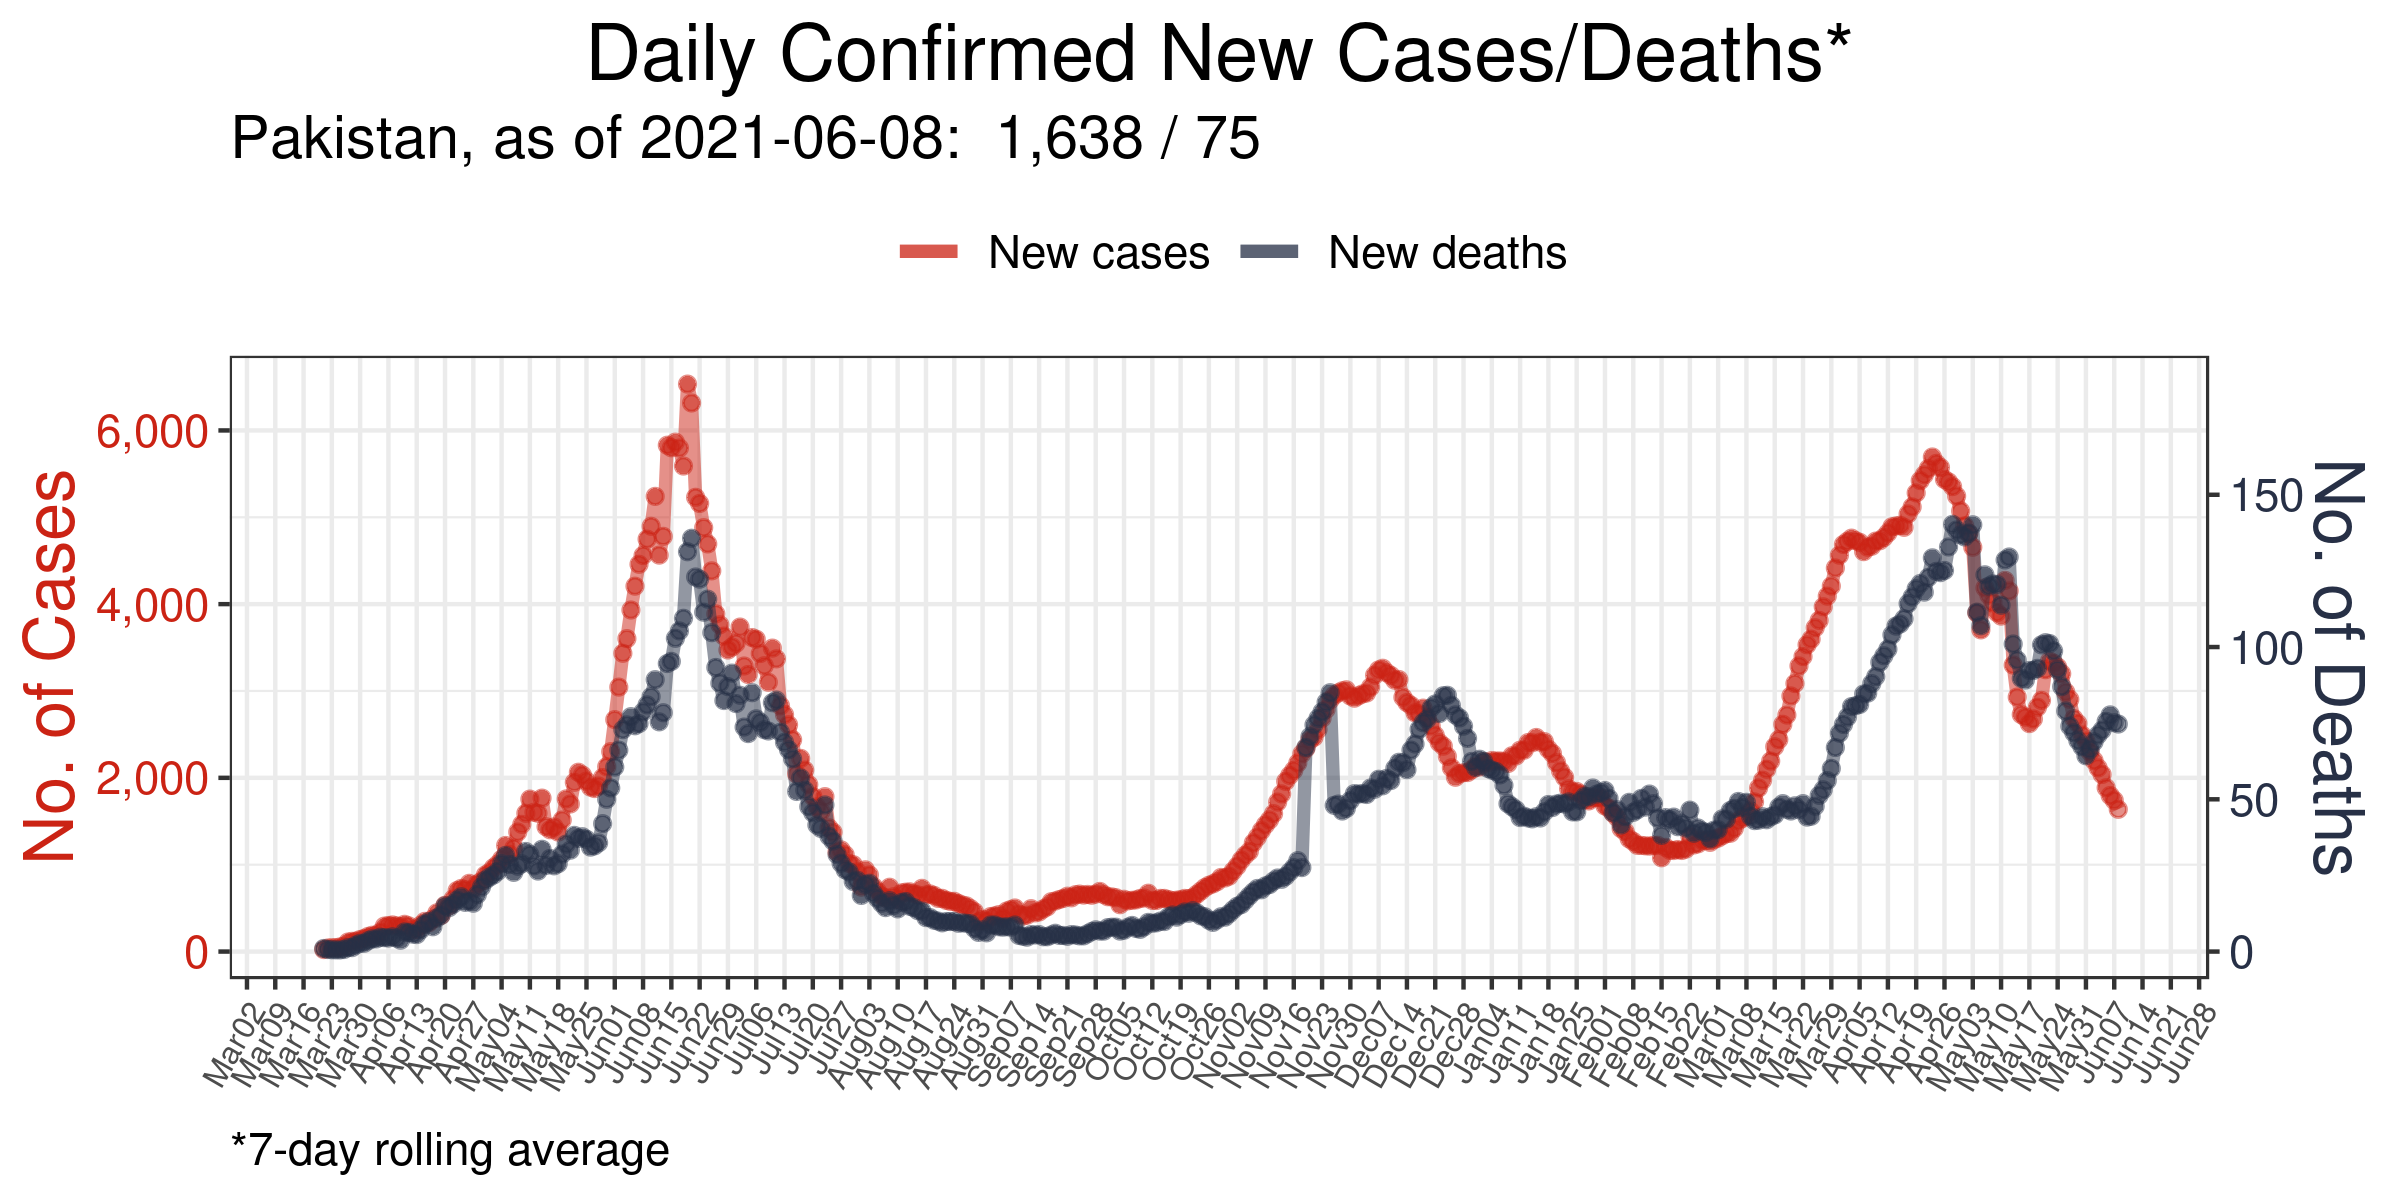 Daily Confirmed New Cases/Deaths*
Pakistan, as of 2021-06-08:  1,638 / 75
New cases
New deaths
No. of Cases
6,000
4,000
2,000
0
150
100
50
0
No. of Deaths
Mar02
Mar09
Mar16
Mar23
Mar30
Apr06
Apr13
Apr20
Apr27
May04
May11
May18
May25
Jun01
Jun08
Jun15
Jun22
Jun29
Jul06
Jul13
Jul20
Jul27
Aug03
Aug10
Aug17
Aug24
Aug31
Sep07
Sep14
Sep21
Sep28
Oct05
Oct12
Oct19
Oct26
Nov02
Nov09
Nov16
Nov23
Nov30
Dec07
Dec14
Dec21
Dec28
Jan04
Jan11
Jan18
Jan25
Feb01
Feb08
Feb15
Feb22
Mar01
Mar08
Mar15
Mar22
Mar29
Apr05
Apr12
Apr19
Apr26
May03
May10
May17
May24
May31
Jun07
Jun14
Jun21
Jun28
*7-day rolling average